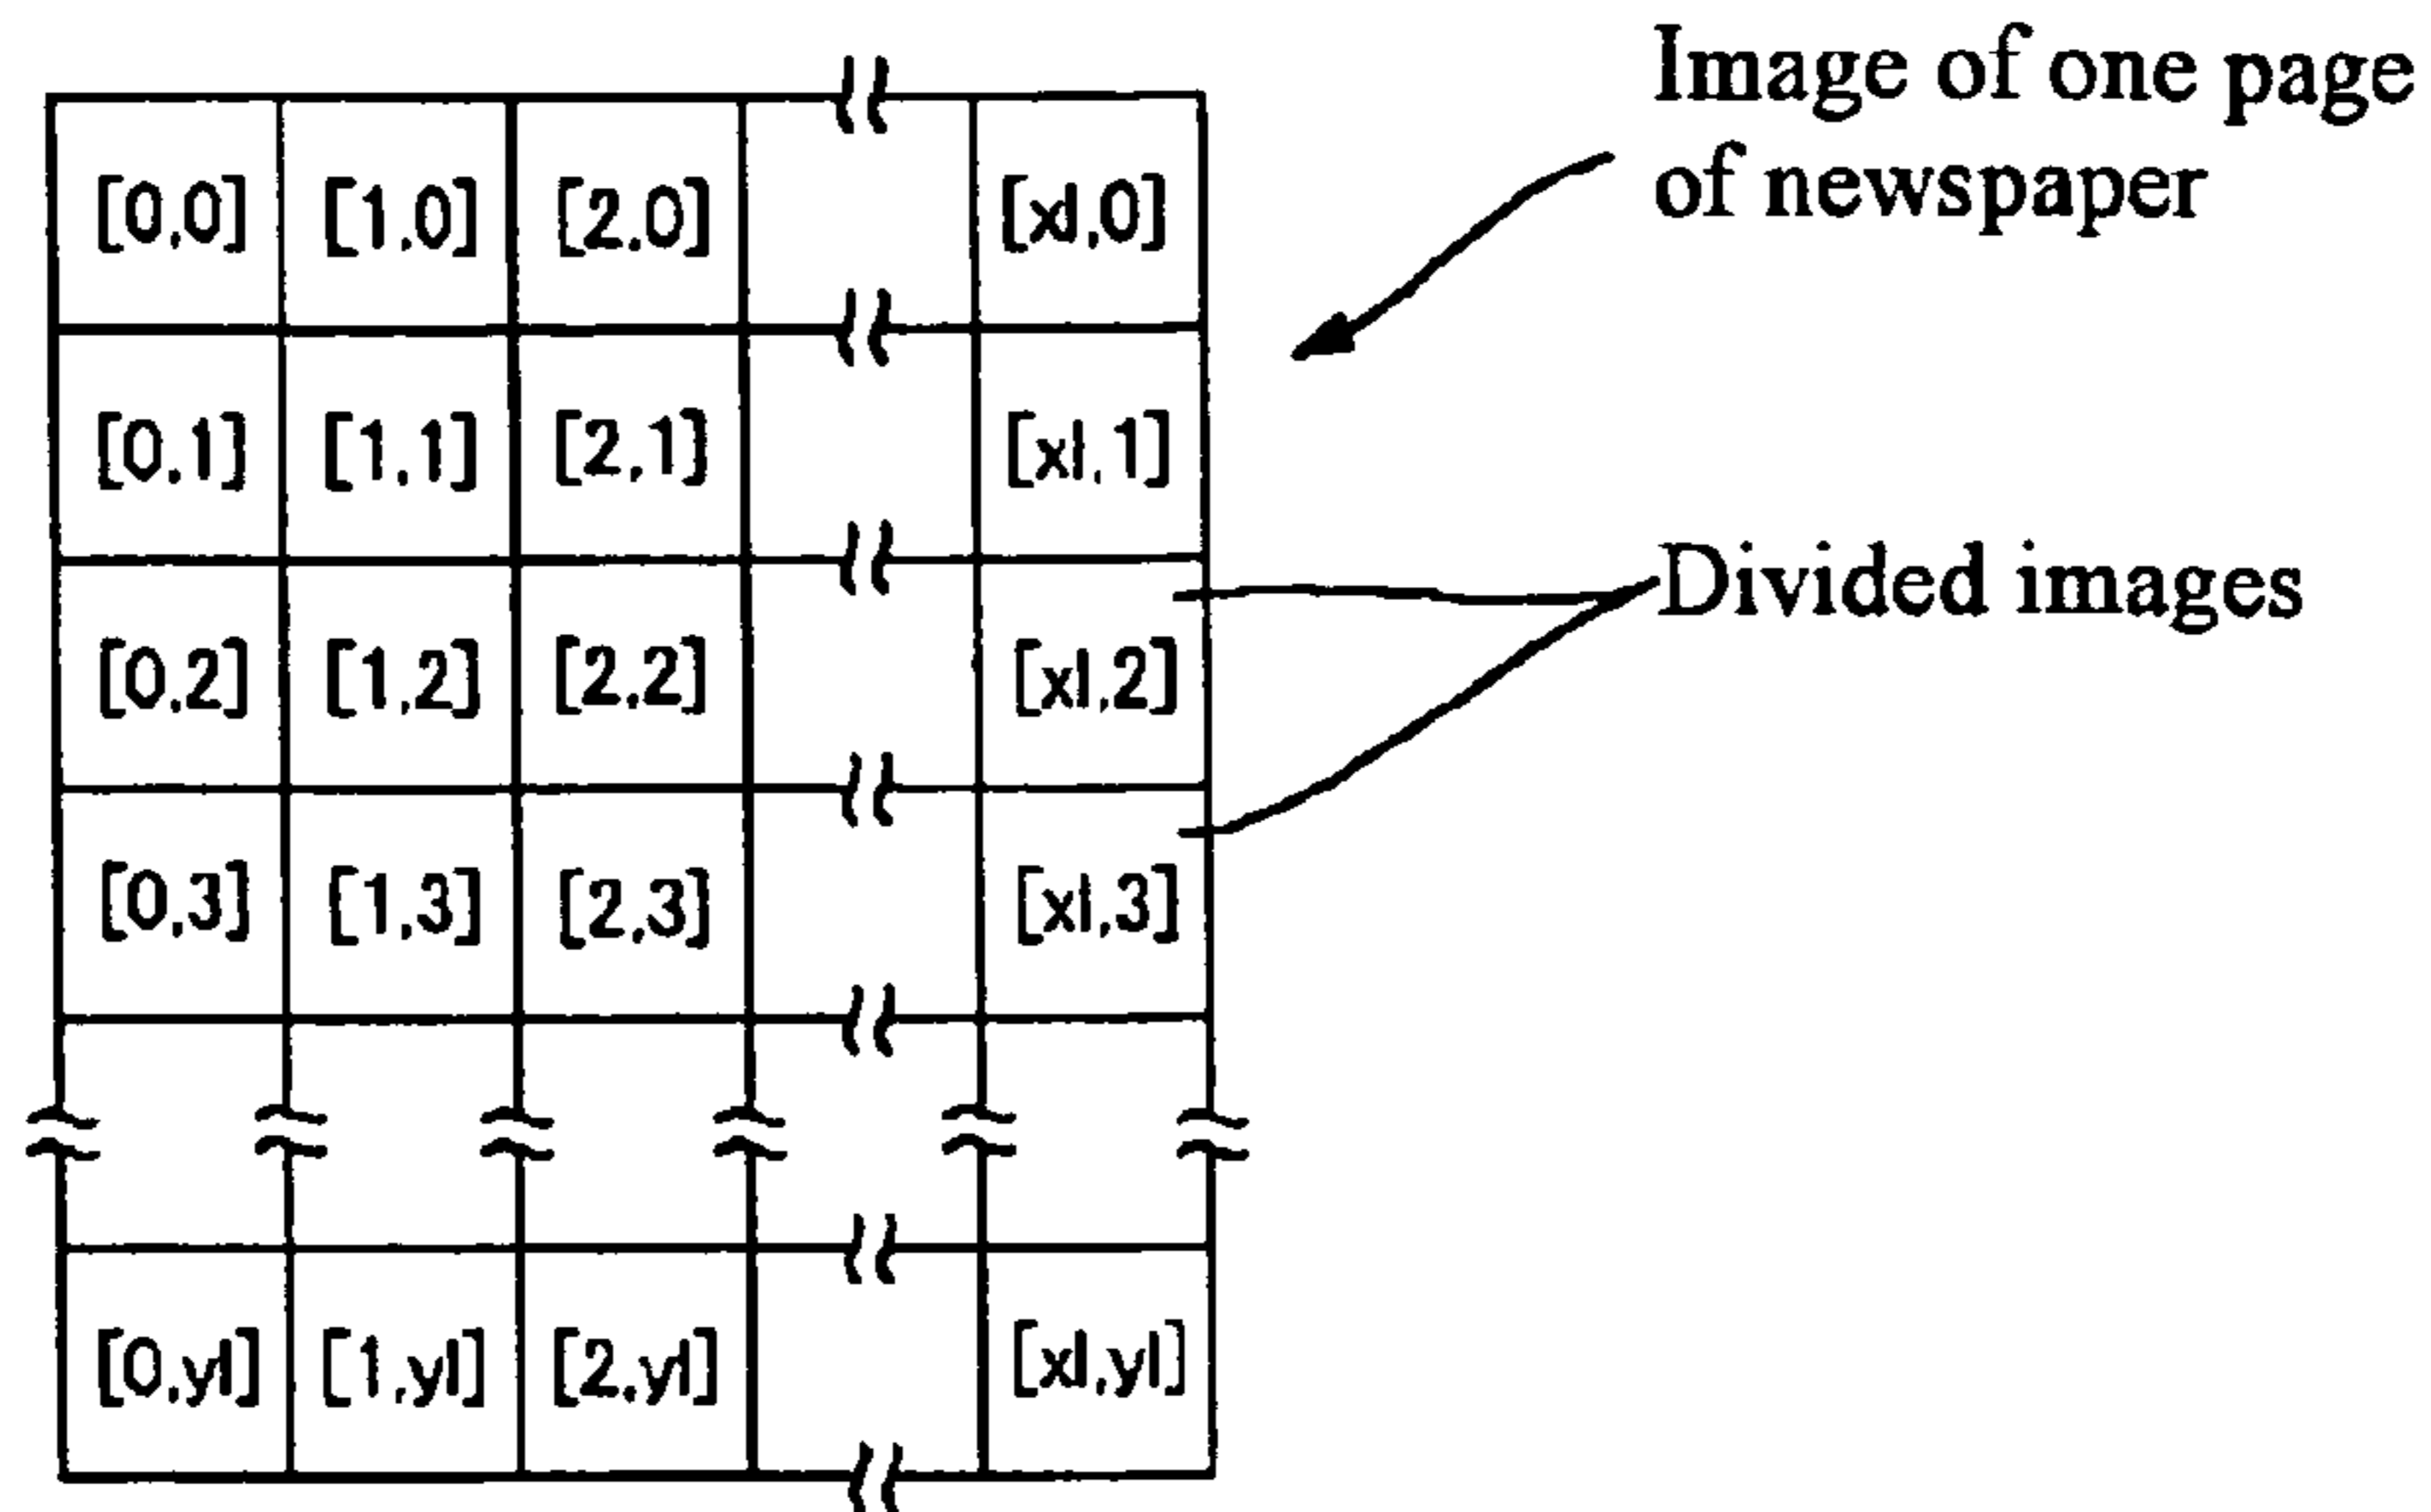 Image of one page
of newspaper
[0,0] [1,0] [2,0] [xl,0]
[0,1] [1,1] [2,1] [xl,1]
Divided images
[0,2] [1,2] [2,2] [xl,2]
[0,3] [1,3] [2,3] [xl,3]
[0,yl] [1,yl] [2,yl] [xl,yl]